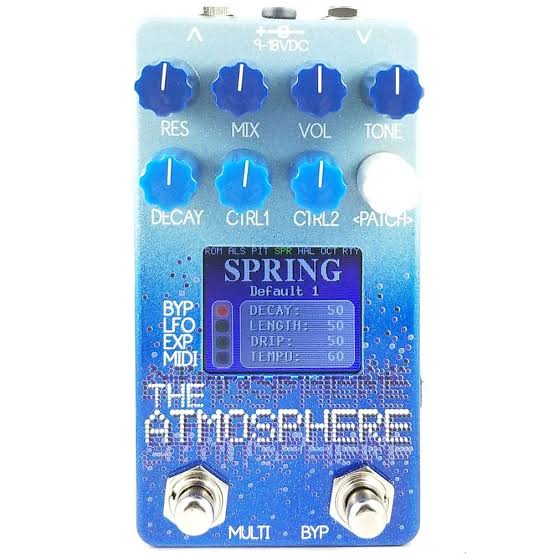 9-18VDC
RES MIX VOL TONE
DECAY CTRL1 CTRL2 <PATCH>
ROM ALS PIT SPR HAL OCT RTY
SPRING
Default 1
BYP
LFO
EXP
MIDI
DECAY: 50
LENGTH: 50
DRIP: 50
TEMPO: 60
THE
ATMOSPHERE
MULTI BYP